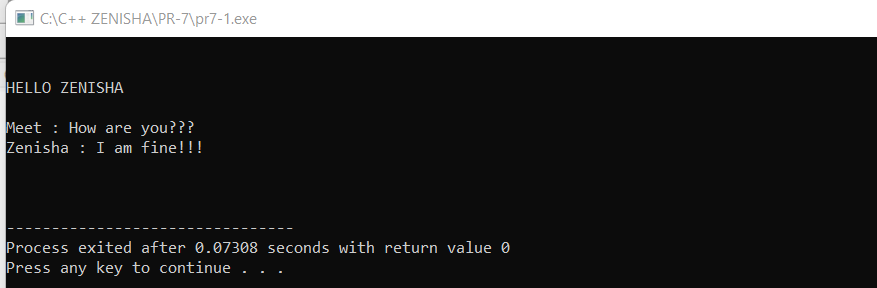 C:\C++ ZENISHA\PR-7\pr7-1.exe
HELLO ZENISHA
Meet : How are you???
Zenisha : I am fine!!!
--------------------------------
Process exited after 0.07308 seconds with return value 0
Press any key to continue . . .